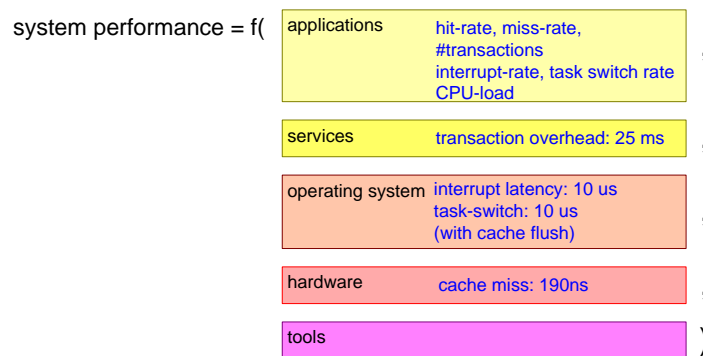 system performance = f(
applications hit-rate, miss-rate,
#transactions
interrupt-rate, task switch rate
CPU-load
,
services transaction overhead: 25 ms
,
operating system interrupt latency: 10 us
task-switch: 10 us
(with cache flush)
,
hardware cache miss: 190ns
,
tools
)